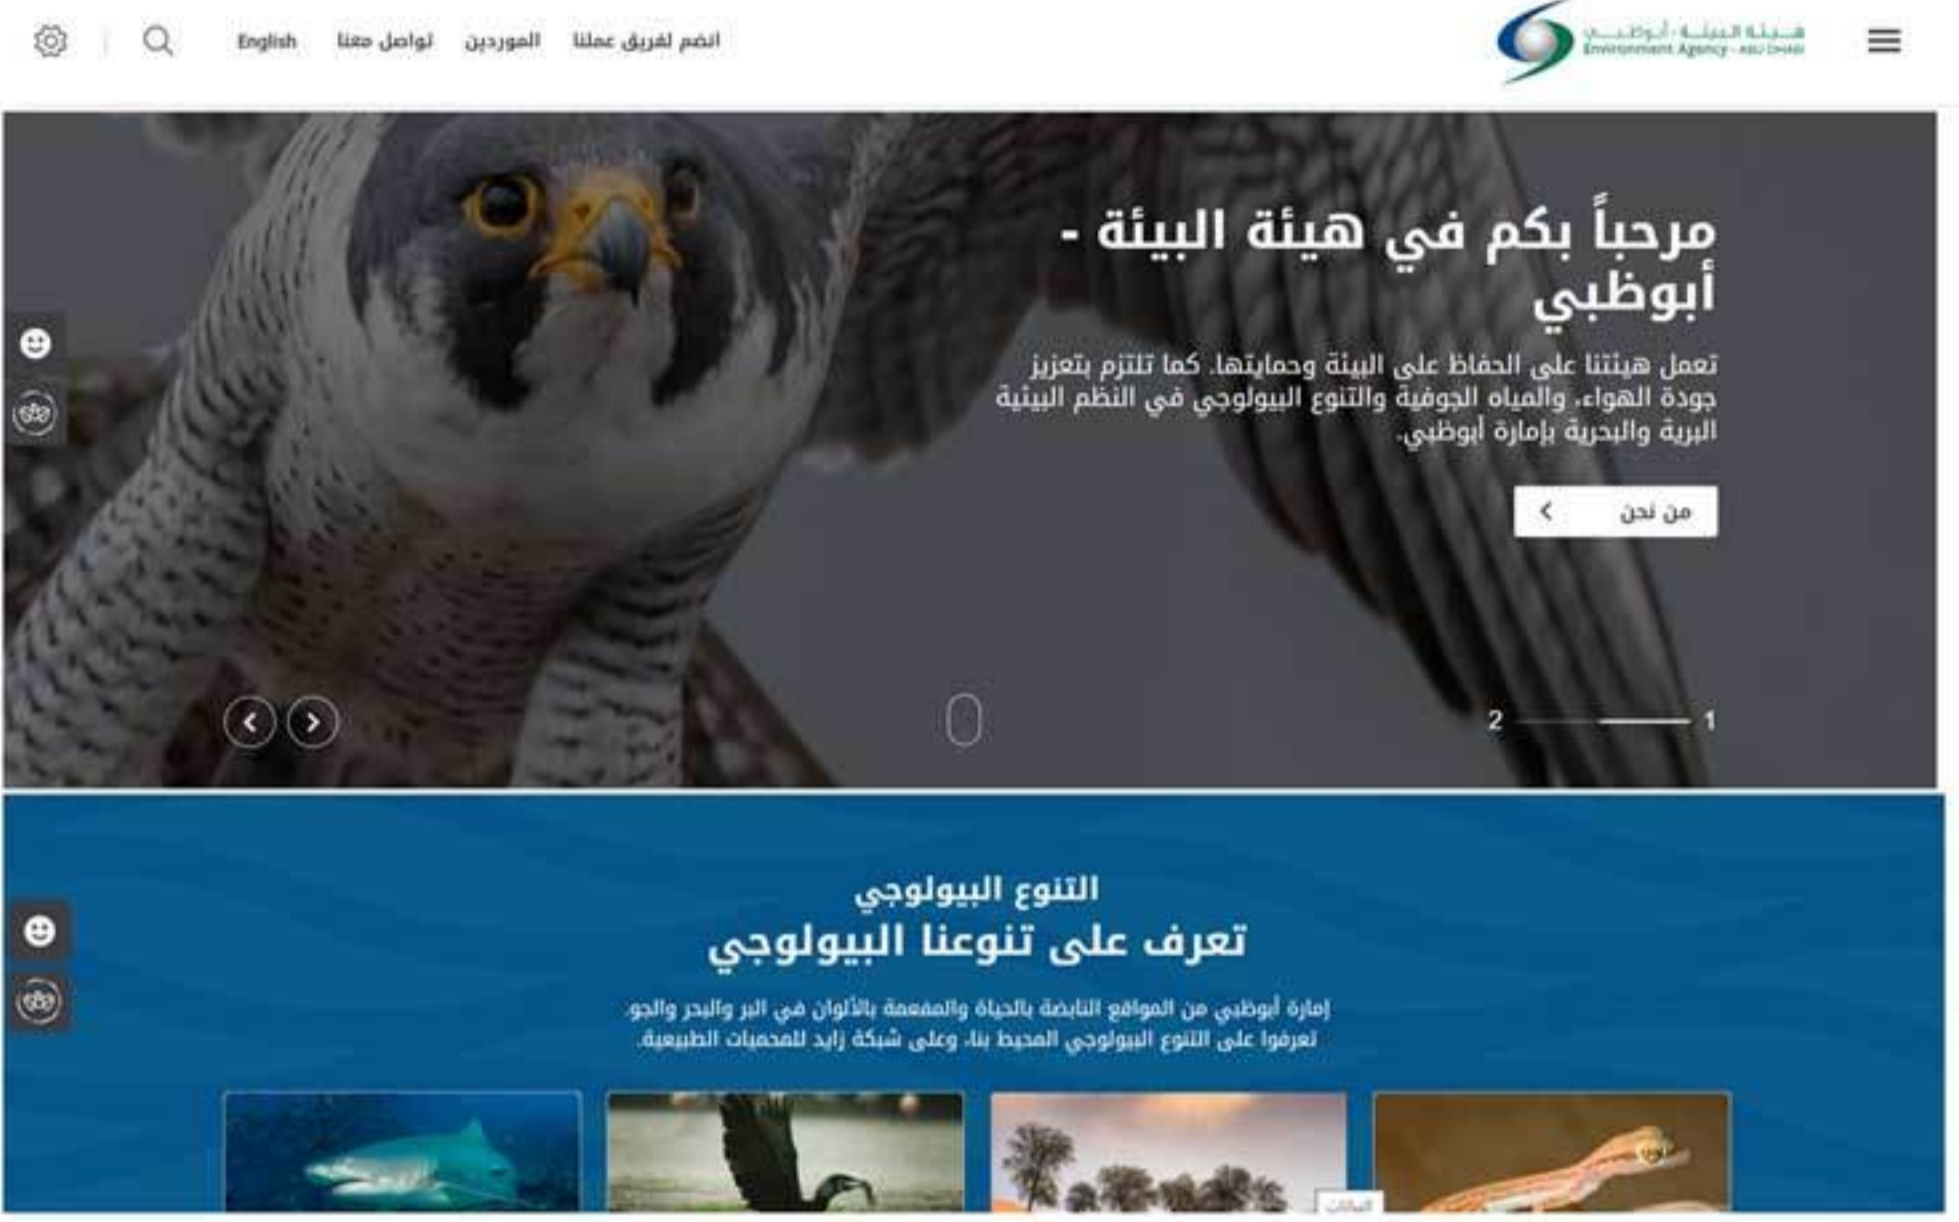 هيئة البيئة - أبوظبي
Environment Agency - ABU DHABI
انضم لفريق عملنا
الموردين
تواصل معنا
English
مرحباً بكم في هيئة البيئة -
أبوظبي
تعمل هيئتنا على الحفاظ على البيئة وحمايتها. كما تلتزم بتعزيز
جودة الهواء، والمياه الجوفية والتنوع البيولوجي في النظم البيئية
البرية والبحرية بإمارة أبوظبي.
من نحن
1
2
التنوع البيولوجي
تعرف على تنوعنا البيولوجي
إمارة أبوظبي من المواقع النابضة بالحياة والمفعمة بالألوان في البر والبحر والجو.
تعرفوا على التنوع البيولوجي المحيط بنا، وعلى شبكة زايد للمحميات الطبيعية.